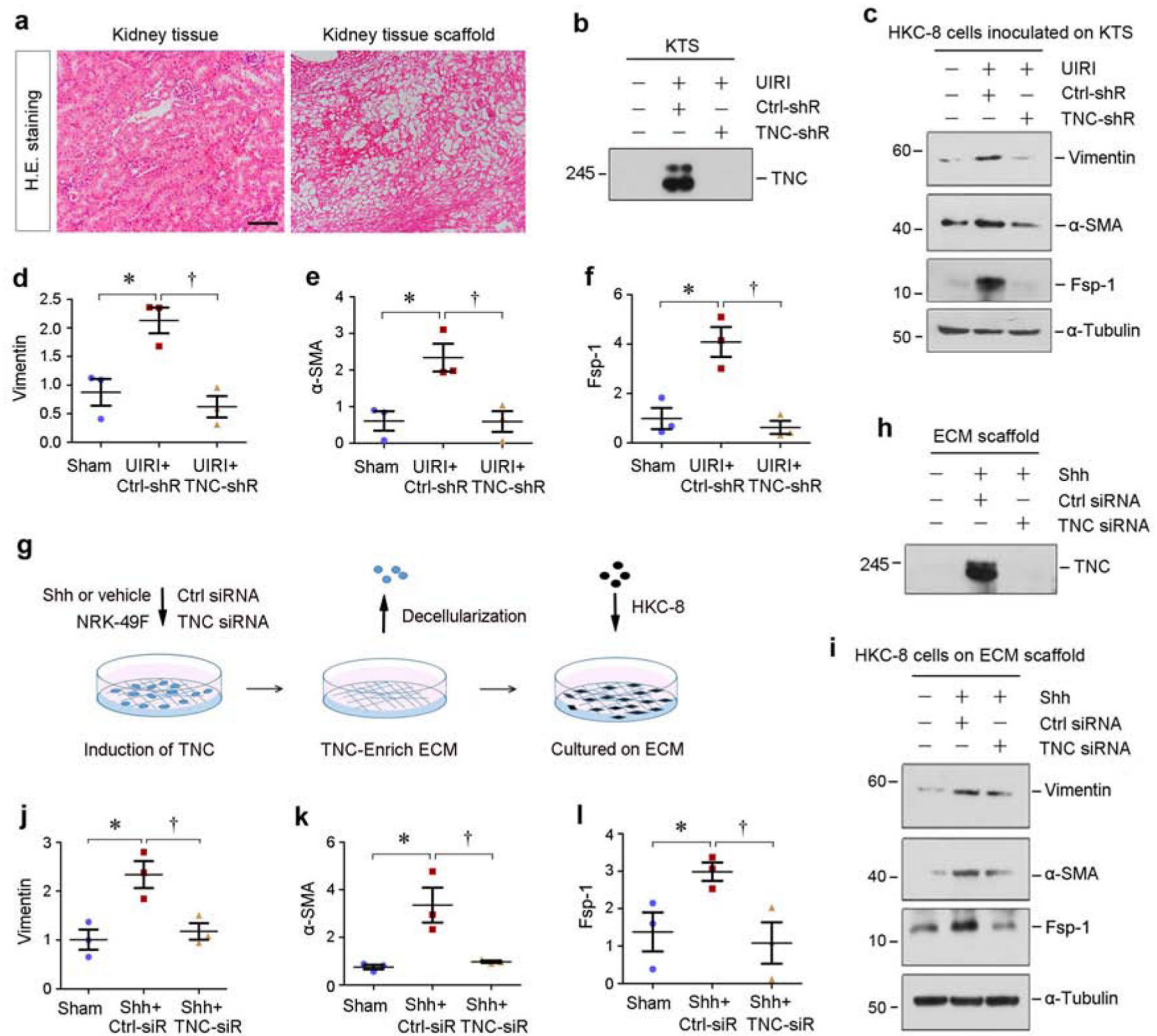 a
Kidney tissue
Kidney tissue scaffold
H.E. staining
b
KTS
– + + UIRI
– + – Ctrl-shR
– – + TNC-shR
245
TNC
c
HKC-8 cells inoculated on KTS
– + + UIRI
– + – Ctrl-shR
– – + TNC-shR
60
Vimentin
40
α-SMA
10
Fsp-1
50
α-Tubulin
d
Vimentin
2.5
2.0
1.5
1.0
0.5
0.0
* †
Sham UIRI+ UIRI+
Ctrl-shR TNC-shR
e
α-SMA
4
3
2
1
0
* †
Sham UIRI+ UIRI+
Ctrl-shR TNC-shR
f
Fsp-1
6
4
2
0
* †
Sham UIRI+ UIRI+
Ctrl-shR TNC-shR
g
Shh or vehicle Ctrl siRNA
NRK-49F TNC siRNA
Decellularization
HKC-8
Induction of TNC
TNC-Enrich ECM
Cultured on ECM
h
ECM scaffold
– + + Shh
– + – Ctrl siRNA
– – + TNC siRNA
245
TNC
i
HKC-8 cells on ECM scaffold
– + + Shh
– + – Ctrl siRNA
– – + TNC siRNA
60
Vimentin
40
α-SMA
10
Fsp-1
50
α-Tubulin
j
Vimentin
3
2
1
0
* †
Sham Shh+ Shh+
Ctrl-siR TNC-siR
k
α-SMA
6
4
2
0
* †
Sham Shh+ Shh+
Ctrl-siR TNC-siR
l
Fsp-1
4
3
2
1
0
* †
Sham Shh+ Shh+
Ctrl-siR TNC-siR